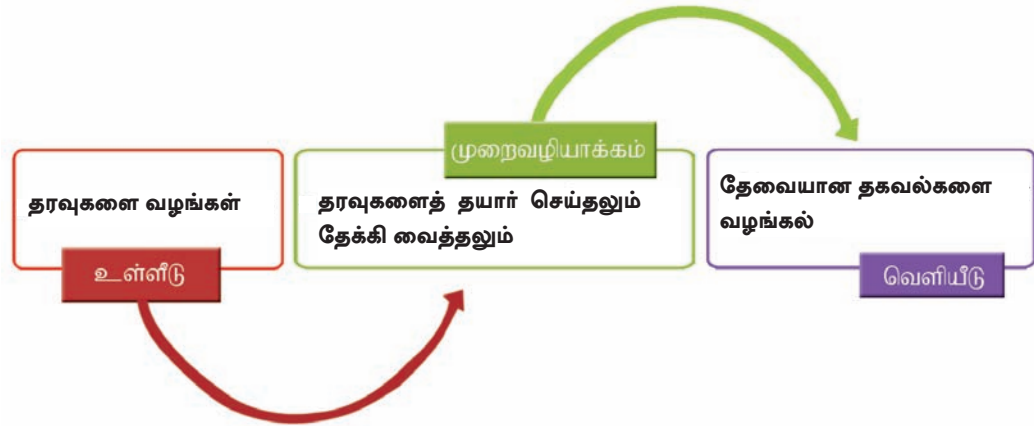 தரவுகளை வழங்கள்
உள்ளீடு
முறைவழியாக்கம்
தரவுகளைத் தயார் செய்தலும்
தேக்கி வைத்தலும்
தேவையான தகவல்களை
வழங்கல்
வெளியீடு